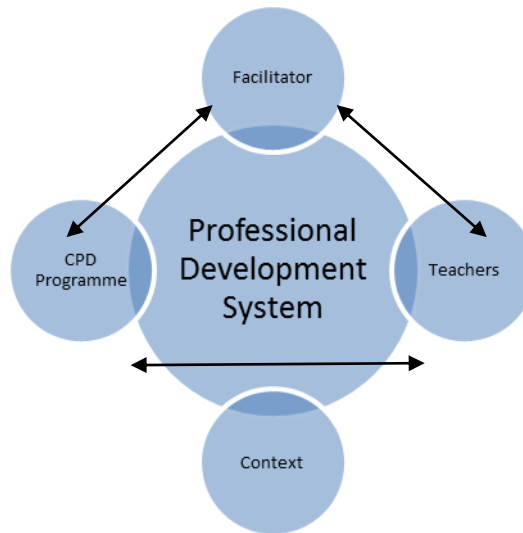 Facilitator
CPD
Programme
Professional
Development
System
Teachers
Context